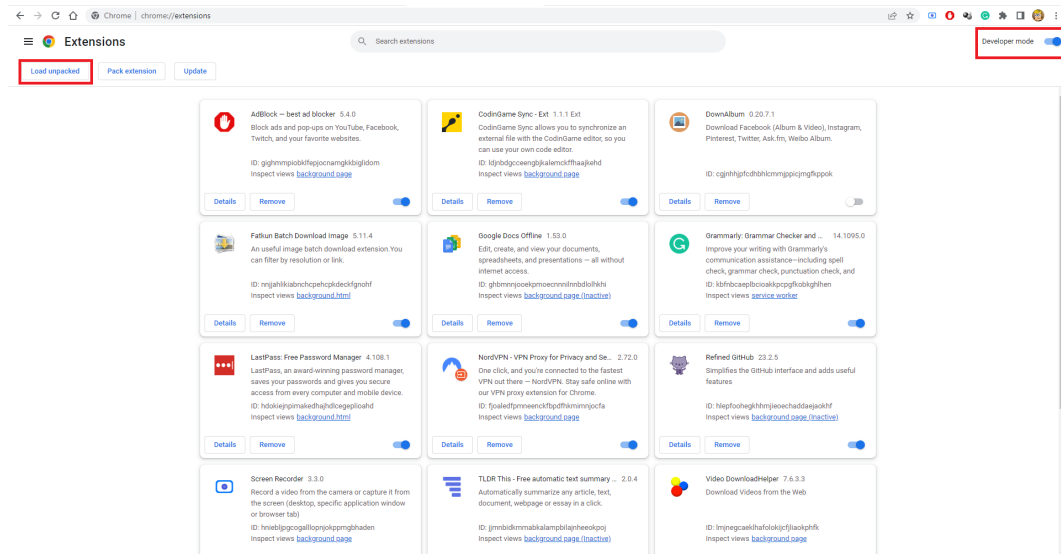 Chrome | chrome://extensions
Extensions
Search extensions
Developer mode
Load unpacked
Pack extension
Update
AdBlock — best ad blocker 5.4.0
Block ads and pop-ups on YouTube, Facebook,
Twitch, and your favorite websites.
ID: gighmmpiobklfepjocnamgkkbiglidom
Inspect views background page
Details
Remove
CodinGame Sync - Ext 1.1.1 Ext
CodinGame Sync allows you to synchronize an
external file with the CodinGame editor, so you
can use your own code editor.
ID: ldjnbdgcceengbjkalemckffhaajkehd
Inspect views background page
Details
Remove
DownAlbum 0.20.7.1
Download Facebook (Album & Video), Instagram,
Pinterest, Twitter, Ask.fm, Weibo Album.
ID: cgjnhhjpfcdhbhlcmmjppicjmgfkppok
Details
Remove
Fatkun Batch Download Image 5.11.4
An useful image batch download extension.You
can filter by resolution or link.
ID: nnjjahlikiabnchcpehcpkdeckfgnohf
Inspect views background.html
Details
Remove
Google Docs Offline 1.53.0
Edit, create, and view your documents,
spreadsheets, and presentations — all without
internet access.
ID: ghbmnnjooekpmoecnnnilnnbdlolhkhi
Inspect views background page (Inactive)
Details
Remove
Grammarly: Grammar Checker and ... 14.1095.0
Improve your writing with Grammarly's
communication assistance—including spell
check, grammar check, punctuation check, and
ID: kbfnbcaeplbcioakkpcpgfkobkghlhen
Inspect views service worker
Details
Remove
LastPass: Free Password Manager 4.108.1
LastPass, an award-winning password manager,
saves your passwords and gives you secure
access from every computer and mobile device.
ID: hdokiejnpimakedhajhdlcegeplioahd
Inspect views background.html
Details
Remove
NordVPN - VPN Proxy for Privacy and Se... 2.72.0
One click, and you're connected to the fastest
VPN out there — NordVPN. Stay safe online with
our VPN proxy extension for Chrome.
ID: fjoaledfpmneenckfbpdfhkmimnjocfa
Inspect views background page
Details
Remove
Refined GitHub 23.2.5
Simplifies the GitHub interface and adds useful
features
ID: hlepfoohegkhhmjieoechaddaejaokhf
Inspect views background page (Inactive)
Details
Remove
Screen Recorder 3.3.0
Record a video from the camera or capture it from
the screen (desktop, specific application window
or browser tab)
ID: hniebljpgcogalllopnjokppmgbhaden
Inspect views background page
TLDR This - Free automatic text summary ... 2.0.4
Automatically summarize any article, text,
document, webpage or essay in a click.
ID: jjmnbidkimmabkalampbilajnheeokpoj
Inspect views background page (Inactive)
Video DownloadHelper 7.6.3.3
Download Videos from the Web
ID: lmjnegcaeklhafolokijcfjliaokphfk
Inspect views background page